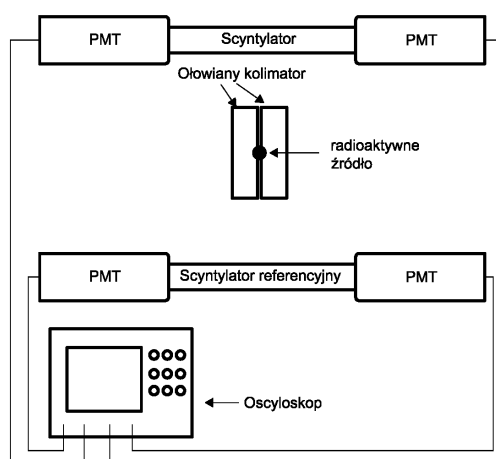 PMT Scyntylator PMT
Ołowiany kolimator
radioaktywne
źródło
PMT Scyntylator referencyjny PMT
Oscyloskop